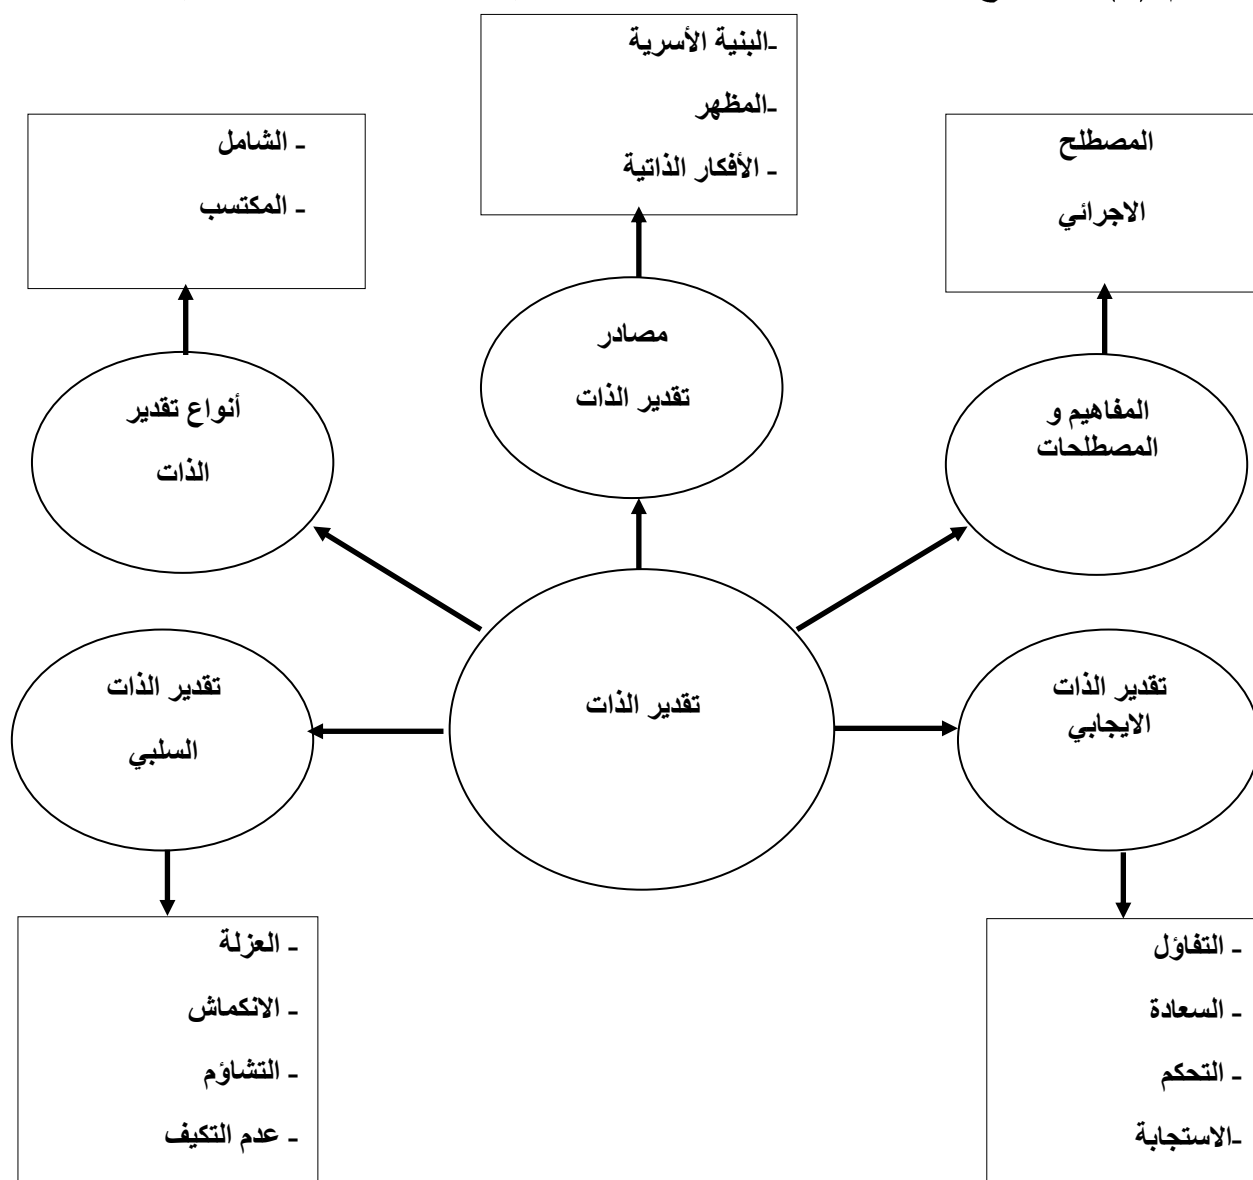 -البنية الأسرية
-المظهر
- الأفكار الذاتية
المصطلح
الاجرائي
- الشامل
- المكتسب
مصادر
تقدير الذات
المفاهيم و
المصطلحات
أنواع تقدير
الذات
تقدير الذات
تقدير الذات
الايجابي
تقدير الذات
السلبي
- التفاؤل
- السعادة
- التحكم
-الاستجابة
- العزلة
- الانكماش
- التشاؤم
- عدم التكيف